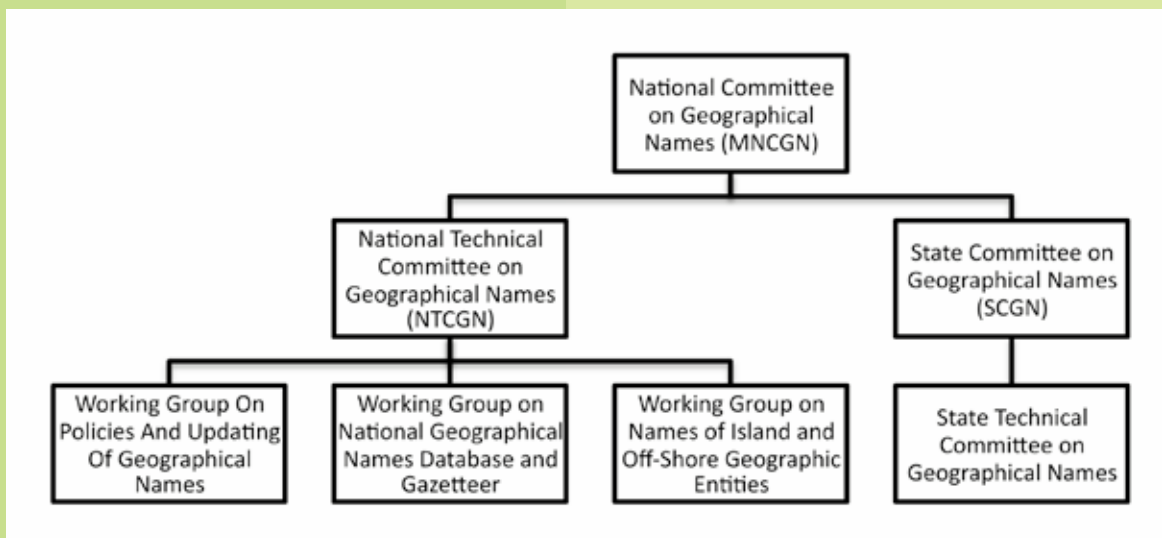 National Committee
on Geographical
Names (MNCGN)
National Technical
Committee on
Geographical Names
(NTCGN)
State Committee on
Geographical Names
(SCGN)
Working Group On
Policies And Updating
Of Geographical
Names
Working Group on
National Geographical
Names Database and
Gazetteer
Working Group on
Names of Island and
Off-Shore Geographic
Entities
State Technical
Committee on
Geographical Names